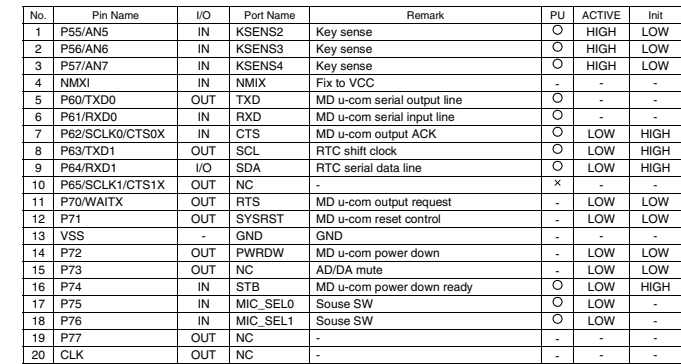 No. Pin Name I/O Port Name Remark PU ACTIVE Init
1 P55/AN5 IN KSENS2 Key sense ○ HIGH LOW
2 P56/AN6 IN KSENS3 Key sense ○ HIGH LOW
3 P57/AN7 IN KSENS4 Key sense ○ HIGH LOW
4 NMXI IN NMIX Fix to VCC - - -
5 P60/TXD0 OUT TXD MD u-com serial output line ○ - -
6 P61/RXD0 IN RXD MD u-com serial input line ○ - -
7 P62/SCLK0/CTS0X IN CTS MD u-com output ACK ○ LOW HIGH
8 P63/TXD1 OUT SCL RTC shift clock ○ LOW HIGH
9 P64/RXD1 I/O SDA RTC serial data line ○ LOW HIGH
10 P65/SCLK1/CTS1X OUT NC - × - -
11 P70/WAITX OUT RTS MD u-com output request - LOW LOW
12 P71 OUT SYSRST MD u-com reset control - LOW LOW
13 VSS - GND GND - - -
14 P72 OUT PWRDW MD u-com power down - LOW LOW
15 P73 OUT NC AD/DA mute - LOW LOW
16 P74 IN STB MD u-com power down ready ○ LOW HIGH
17 P75 IN MIC_SEL0 Souse SW ○ LOW -
18 P76 IN MIC_SEL1 Souse SW ○ LOW -
19 P77 OUT NC - - - -
20 CLK OUT NC - - - -